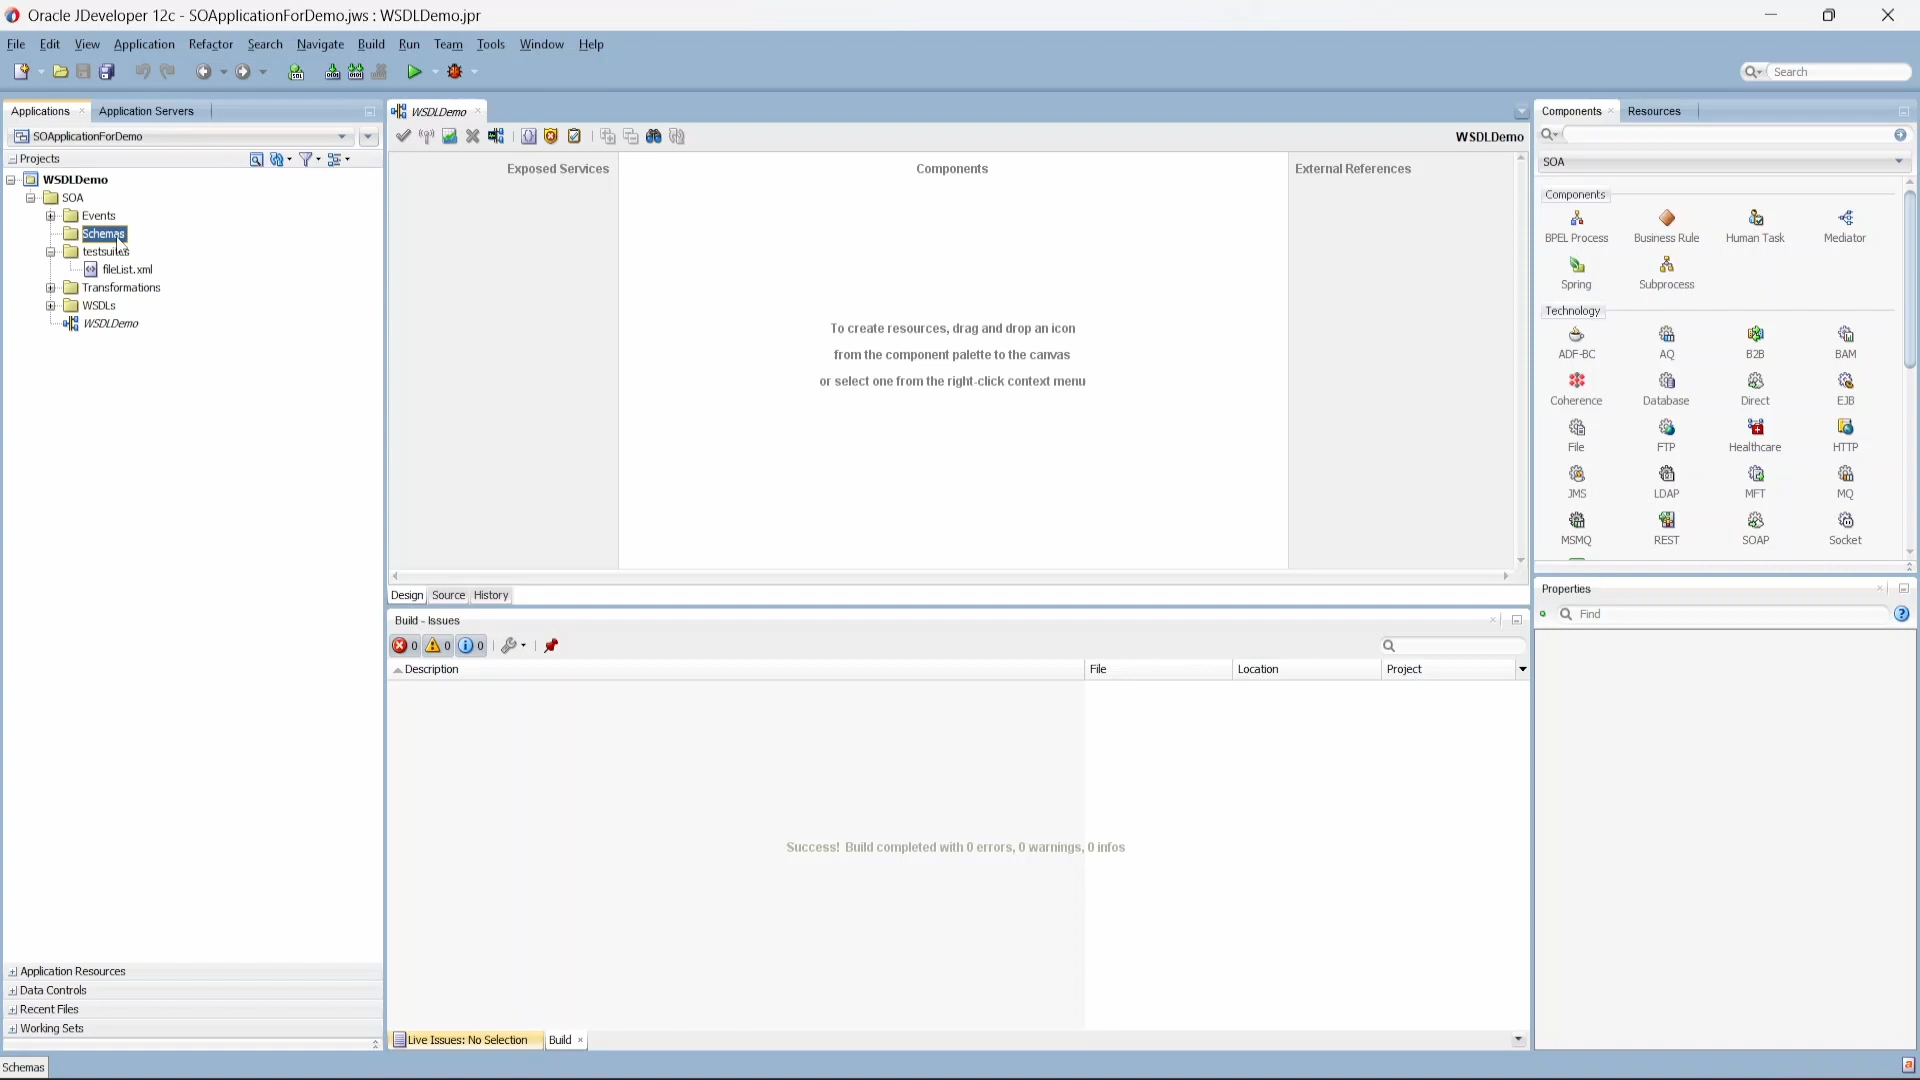 Oracle JDeveloper 12c - SOApplicationForDemo.jws : WSDLDemo.jpr
File Edit View Application Refactor Search Navigate Build Run Team Tools Window Help
Search
Applications Application Servers
SOApplicationForDemo
Projects
WSDLDemo
SOA
Events
Schemas
testsuites
fileList.xml
Transformations
WSDLs
WSDLDemo
Application Resources
Data Controls
Recent Files
Working Sets
Schemas
WSDLDemo
WSDLDemo
Exposed Services Components External References
To create resources, drag and drop an icon
from the component palette to the canvas
or select one from the right-click context menu
Design Source History
Build - Issues
0 0 0
Description File Location Project
Success! Build completed with 0 errors, 0 warnings, 0 infos
Live Issues: No Selection Build
Components Resources
SOA
Components
BPEL Process Business Rule Human Task Mediator
Spring Subprocess
Technology
ADF-BC AQ B2B BAM
Coherence Database Direct EJB
File FTP Healthcare HTTP
JMS LDAP MFT MQ
MSMQ REST SOAP Socket
Properties
Find